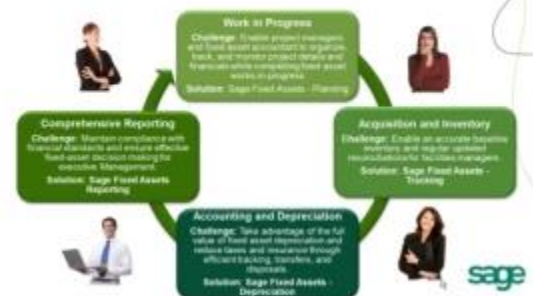 Work in Progress
Challenge: Enable project managers
and fixed asset accountant to organize,
track, and monitor project details and
financials while completing fixed asset
works in progress
Solution: Sage Fixed Assets - Planning
Comprehensive Reporting
Challenge: Maintain compliance with
financial standards and ensure effective
fixed-asset decision making for
executive Management.
Solution: Sage Fixed Assets
Reporting
Acquisition and Inventory
Challenge: Enable an accurate baseline
inventory and regular updated
reconciliations for facilities managers.
Solution: Sage Fixed Assets -
Tracking
Accounting and Depreciation
Challenge: Take advantage of the full
value of fixed asset depreciation and
reduce taxes and insurance through
efficient tracking, transfers, and
disposals.
Solution: Sage Fixed Assets -
Depreciation
sage